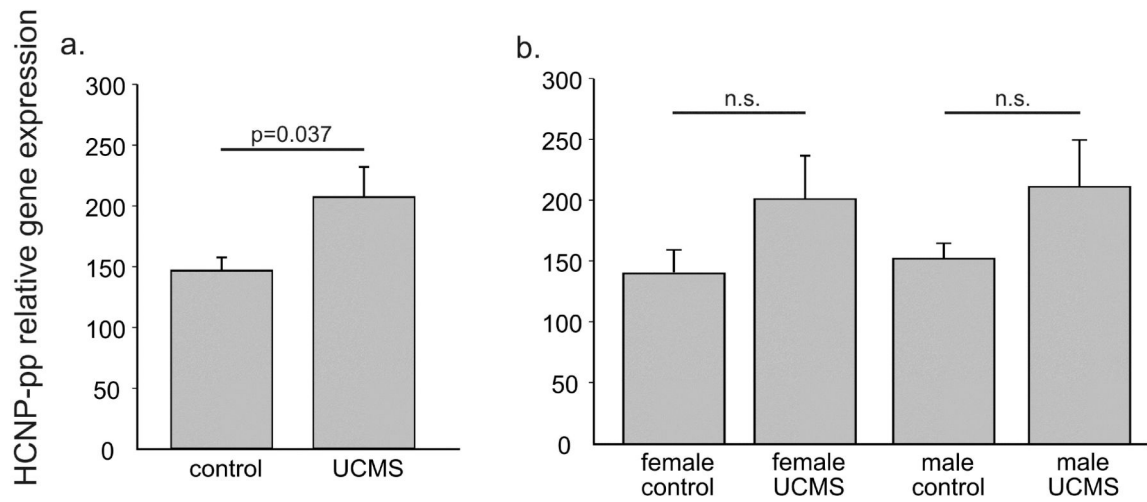 HCNP-pp relative gene expression
a.
300
250
200
150
100
50
0
p=0.037
control
UCMS
b.
300
250
200
150
100
50
0
n.s.
n.s.
female
control
female
UCMS
male
control
male
UCMS